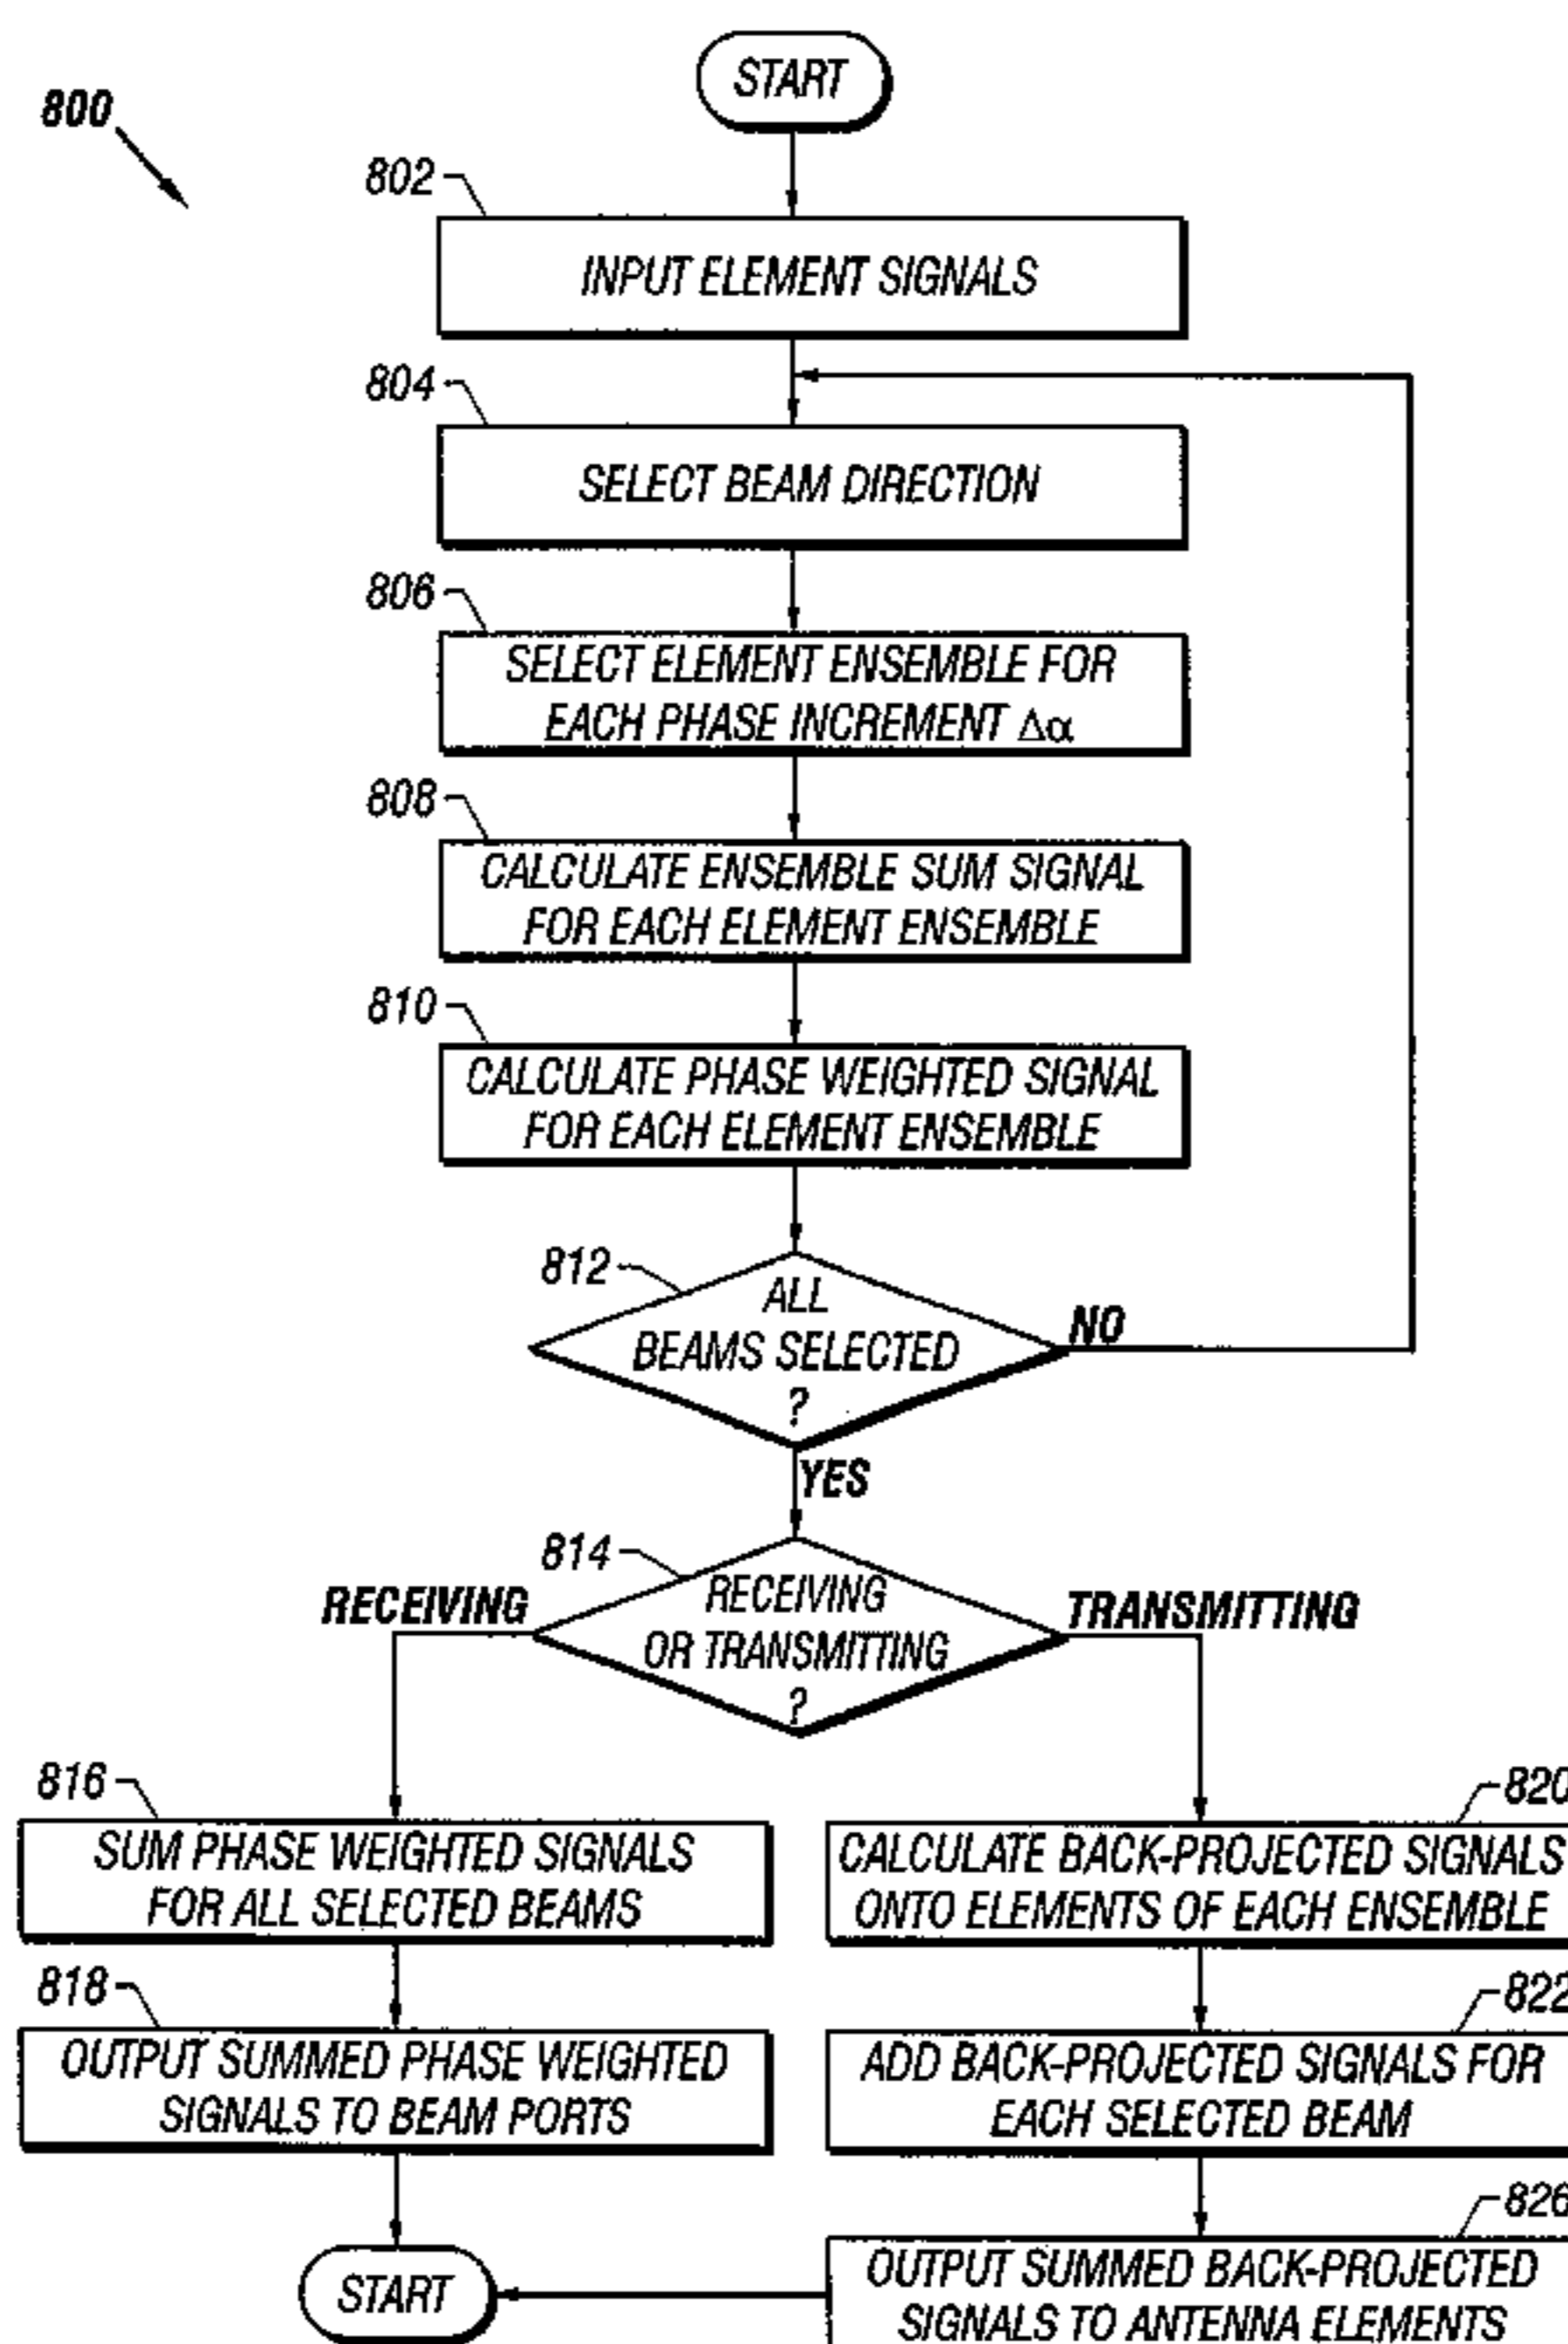 START
800
802
INPUT ELEMENT SIGNALS
804
SELECT BEAM DIRECTION
806
SELECT ELEMENT ENSEMBLE FOR
EACH PHASE INCREMENT Δα
808
CALCULATE ENSEMBLE SUM SIGNAL
FOR EACH ELEMENT ENSEMBLE
810
CALCULATE PHASE WEIGHTED SIGNAL
FOR EACH ELEMENT ENSEMBLE
812
ALL
BEAMS SELECTED
?
NO
YES
814
RECEIVING
OR TRANSMITTING
?
RECEIVING
TRANSMITTING
816
SUM PHASE WEIGHTED SIGNALS
FOR ALL SELECTED BEAMS
818
OUTPUT SUMMED PHASE WEIGHTED
SIGNALS TO BEAM PORTS
START
820
CALCULATE BACK-PROJECTED SIGNALS
ONTO ELEMENTS OF EACH ENSEMBLE
822
ADD BACK-PROJECTED SIGNALS FOR
EACH SELECTED BEAM
826
OUTPUT SUMMED BACK-PROJECTED
SIGNALS TO ANTENNA ELEMENTS